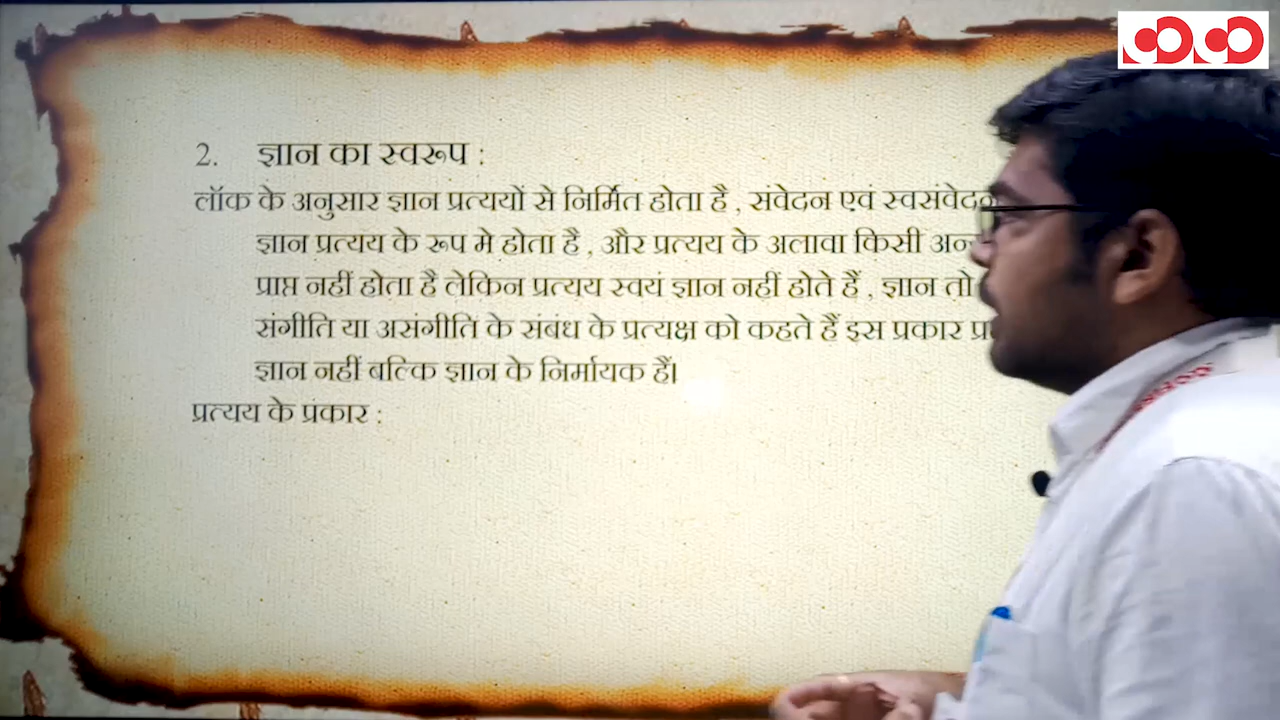 2. ज्ञान का स्वरूप :
लॉक के अनुसार ज्ञान प्रत्ययों से निर्मित होता है , संवेदन एवं स्वसंवेदन
ज्ञान प्रत्यय के रूप मे होता है , और प्रत्यय के अलावा किसी
प्राप्त नहीं होता है लेकिन प्रत्यय स्वयं ज्ञान नहीं होते हैं , ज्ञान तो
संगीति या असंगीति के संबंध के प्रत्यक्ष को कहते हैं इस प्रकार
ज्ञान नहीं बल्कि ज्ञान के निर्मायक हैं।
प्रत्यय के प्रकार :